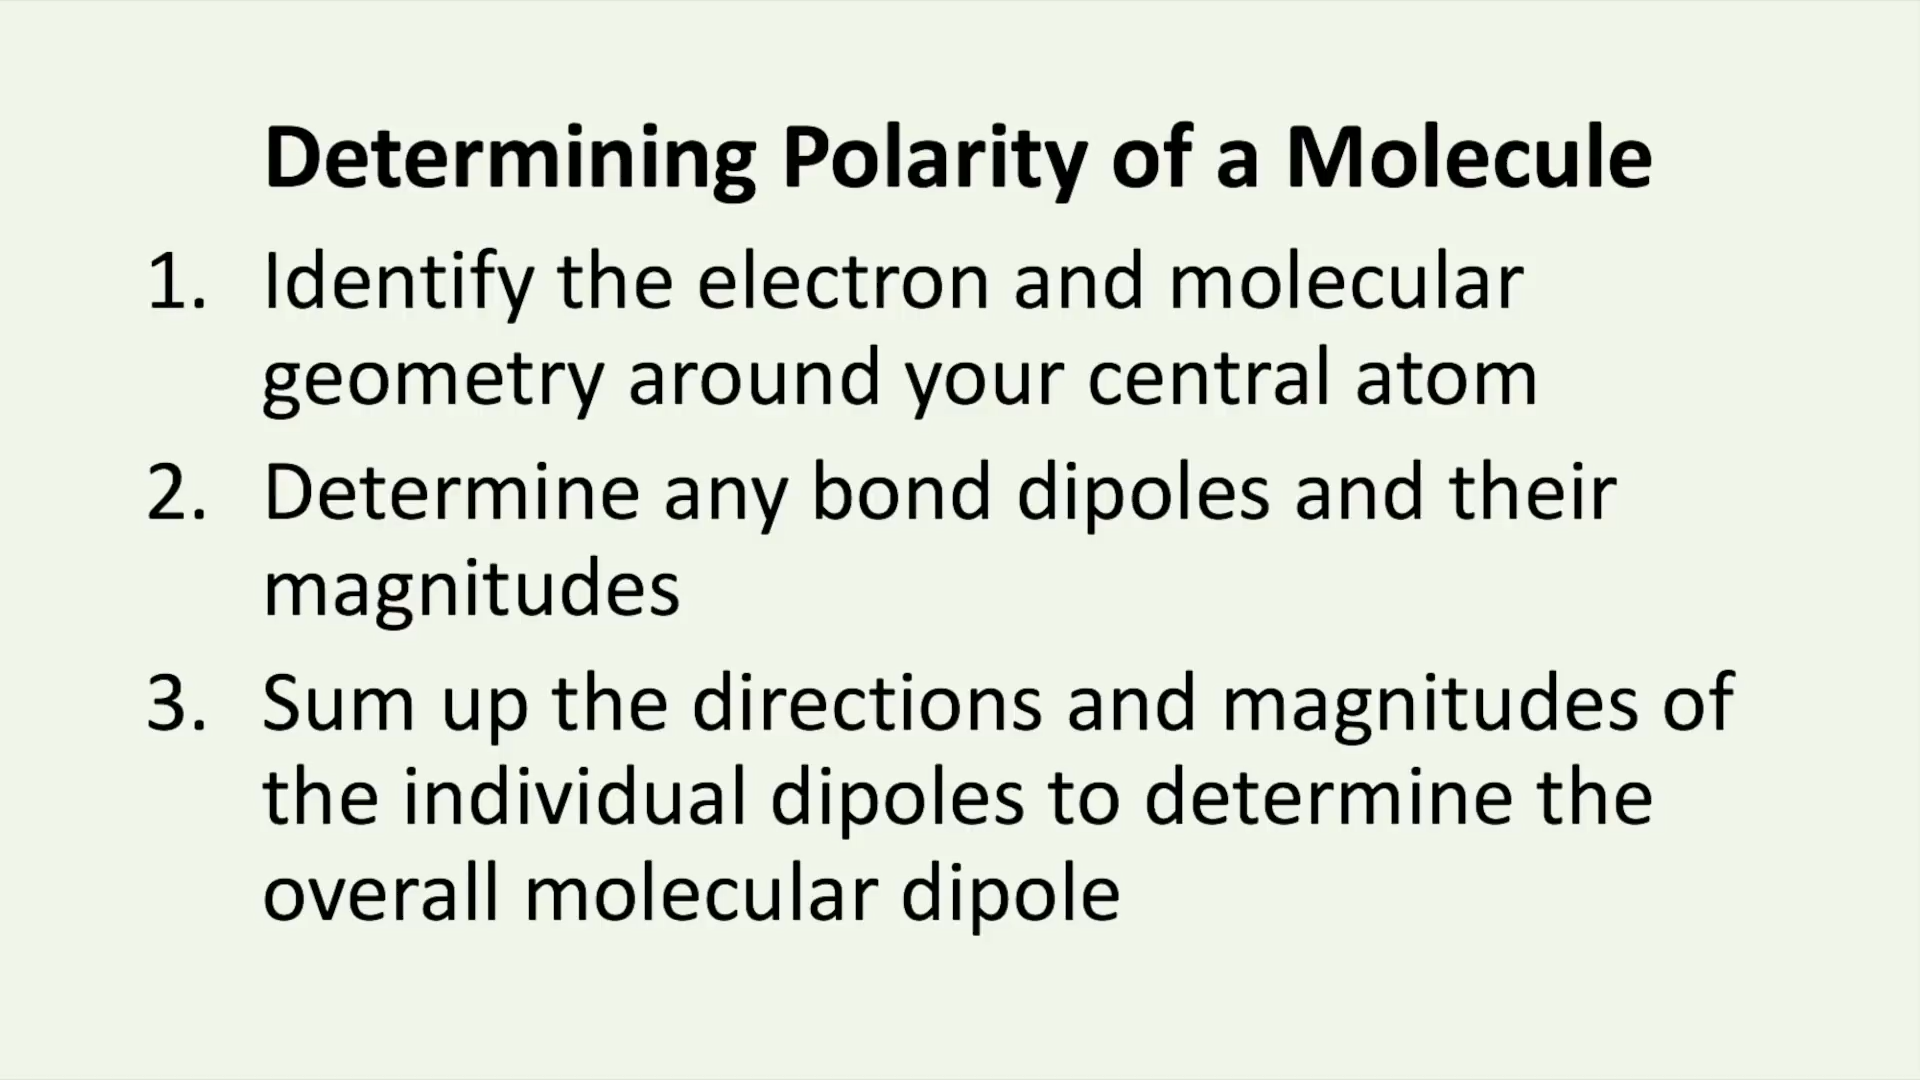 Determining Polarity of a Molecule
1. Identify the electron and molecular
geometry around your central atom
2. Determine any bond dipoles and their
magnitudes
3. Sum up the directions and magnitudes of
the individual dipoles to determine the
overall molecular dipole